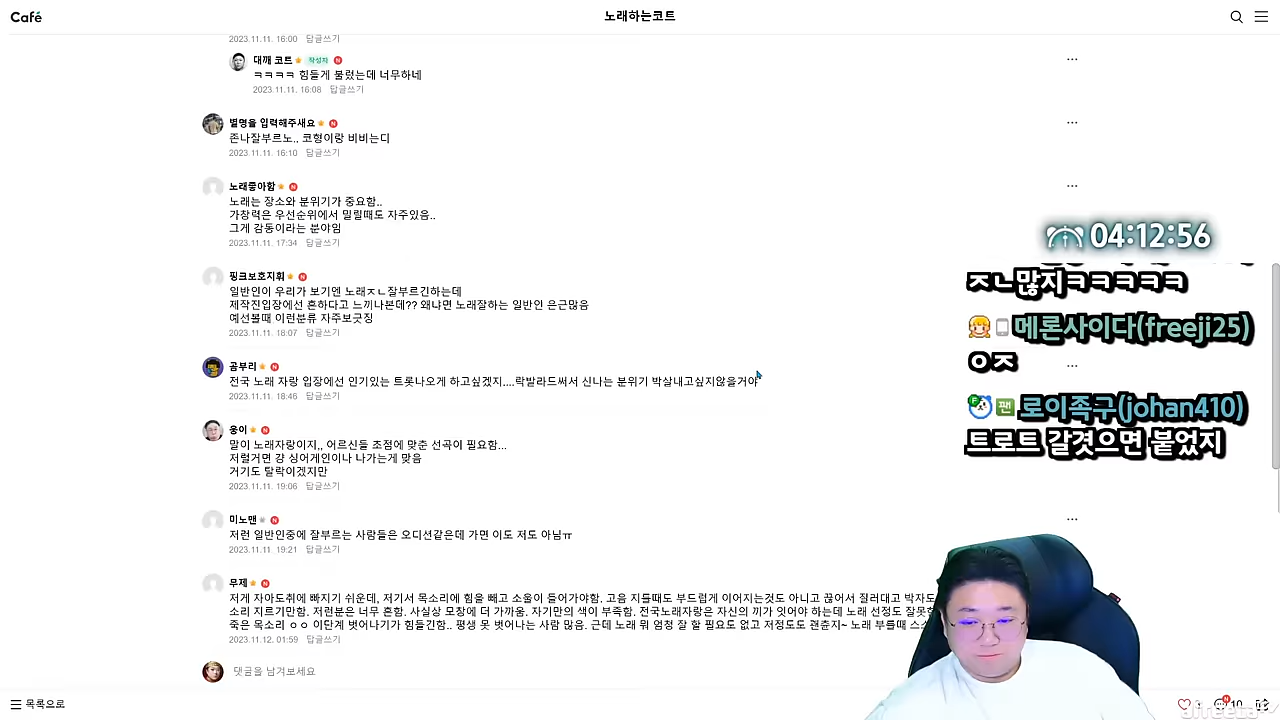 Café
노래하는코트
2023.11.11. 16:00 답글쓰기
대깨 코트 작성자 N
ㅋㅋㅋㅋ 힘들게 불렀는데 너무하네
2023.11.11. 16:08 답글쓰기
별명을 입력해주새요 N
존나잘부르노.. 코형이랑 비비는디
2023.11.11. 16:10 답글쓰기
노래좋아함 N
노래는 장소와 분위기가 중요함..
가창력은 우선순위에서 밀릴때도 자주있음..
그게 감동이라는 분야임
2023.11.11. 17:34 답글쓰기
핑크보호지휘 N
일반인이 우리가 보기엔 노래ㅈㄴ잘부르긴하는데
제작진입장에선 흔하다고 느끼나본데?? 왜냐면 노래잘하는 일반인 은근많음
예선볼때 이런분류 자주보긋징
2023.11.11. 18:07 답글쓰기
곰부리 N
전국 노래 자랑 입장에선 인기있는 트롯나오게 하고싶겠지....락발라드써서 신나는 분위기 박살내고싶지않을거야
2023.11.11. 18:46 답글쓰기
웅이 N
말이 노래자랑이지,, 어르신들 초점에 맞춘 선곡이 필요함...
저럴거면 걍 싱어게인이나 나가는게 맞음
거기도 탈락이겠지만
2023.11.11. 19:06 답글쓰기
미노맨 N
저런 일반인중에 잘부르는 사람들은 오디션같은데 가면 이도 저도 아님ㅠ
2023.11.11. 19:21 답글쓰기
무제 N
저게 자아도취에 빠지기 쉬운데, 저기서 목소리에 힘을 빼고 소울이 들어가야함. 고음 지를때도 부드럽게 이어지는것도 아니고 끊어서 질러대고 박자도
소리 지르기만함. 저런분은 너무 흔함. 사실상 모창에 더 가까움. 자기만의 색이 부족함. 전국노래자랑은 자신의 끼가 잇어야 하는데 노래 선정도 잘못한
죽은 목소리 ㅇㅇ 이단계 벗어나기가 힘들긴함.. 평생 못 벗어나는 사람 많음. 근데 노래 뭐 엄청 잘 할 필요도 없고 저정도도 괜츈지~ 노래 부를때 스
2023.11.12. 01:59 답글쓰기
댓글을 남겨보세요
목록으로
04:12:56
ㅈㄴ많지ㅋㅋㅋㅋㅋ
메론사이다(freeji25)
ㅇㅈ
F 팬 로이족구(johan410)
트로트 갈겻으면 붙었지
10
afreecaTV